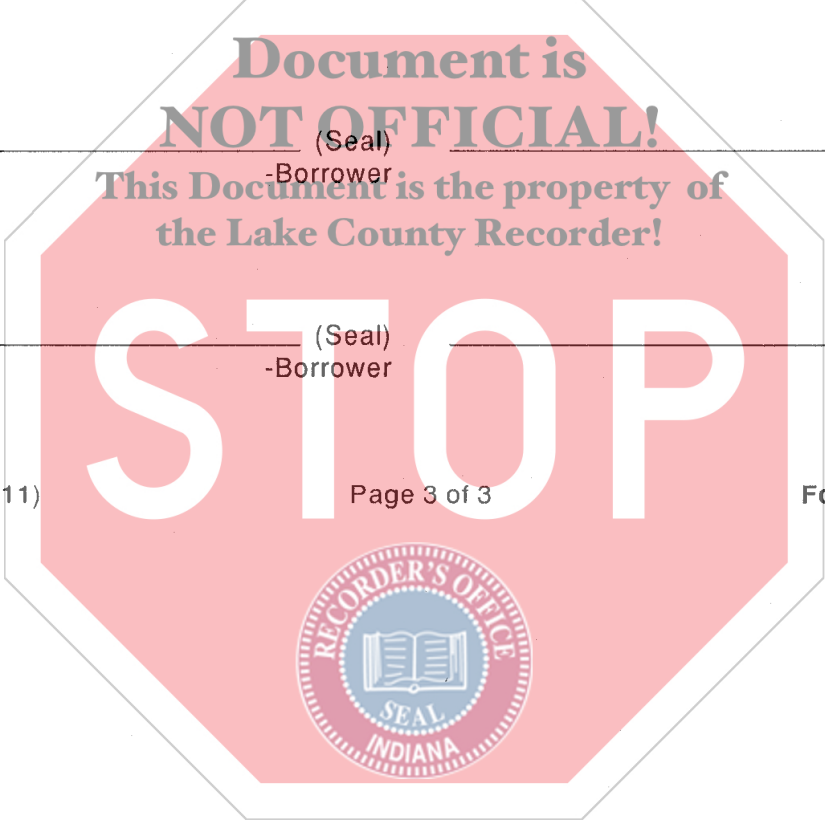 Document is
NOT OFFICIAL!
(Seal)
-Borrower
This Document is the property of
the Lake County Recorder!
STOP
(Seal)
-Borrower
11)
Page 3 of 3
RECORDER'S OFFICE
SEAL
INDIANA